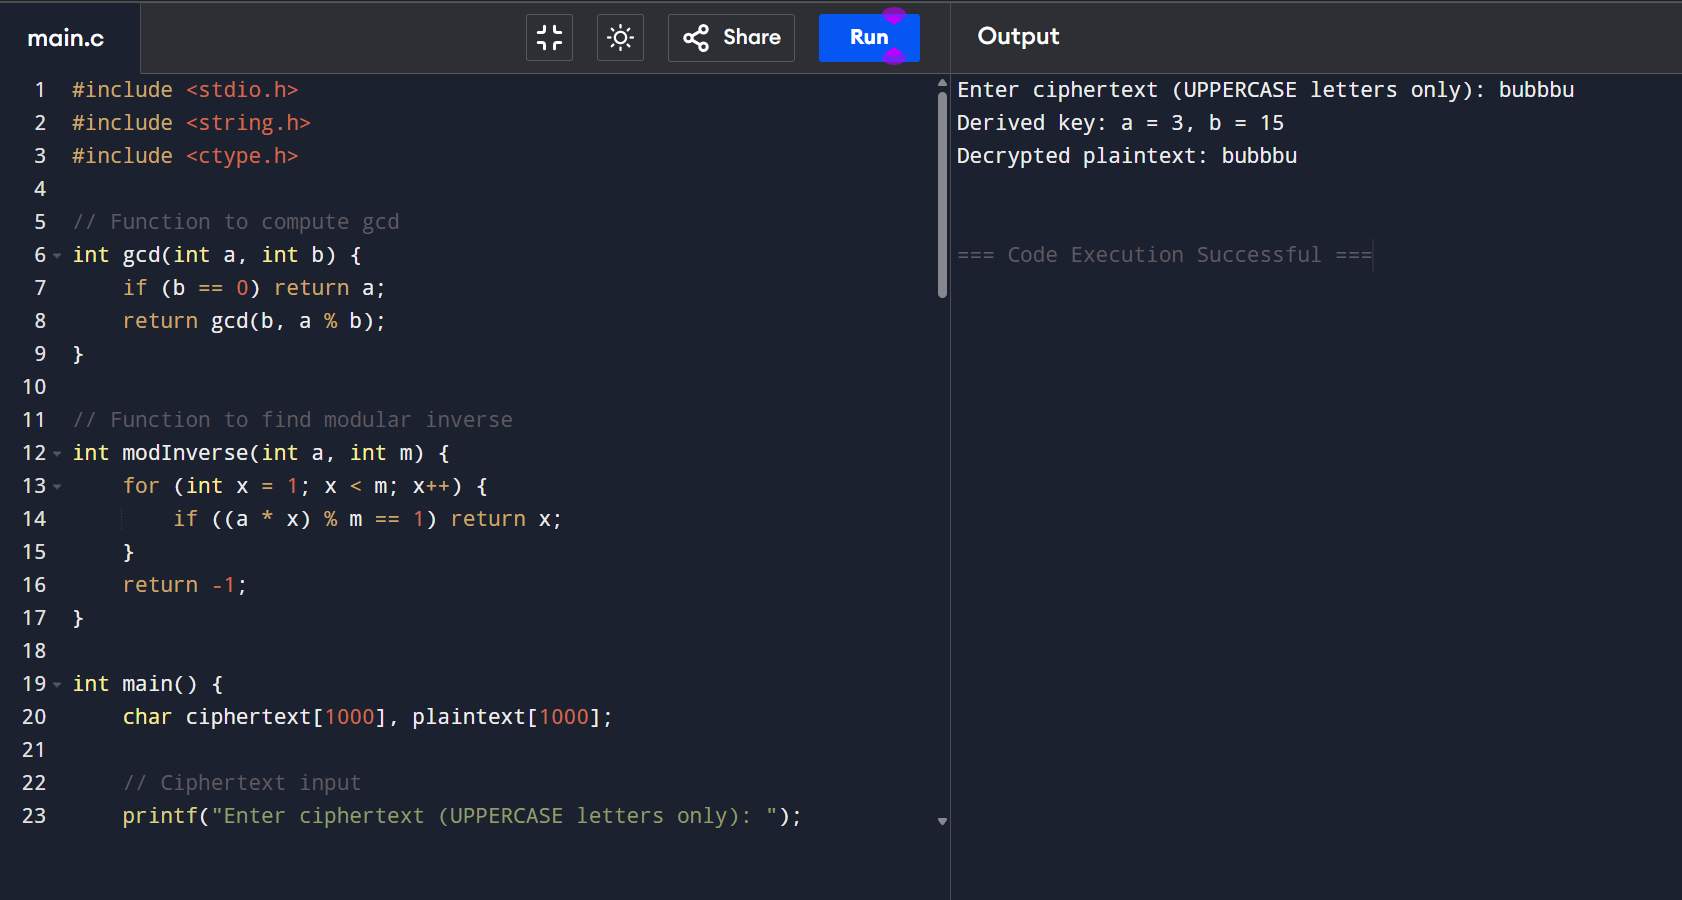 main.c
Share
Run
Output
1 #include <stdio.h>
2 #include <string.h>
3 #include <ctype.h>
4
5 // Function to compute gcd
6 int gcd(int a, int b) {
7     if (b == 0) return a;
8     return gcd(b, a % b);
9 }
10
11 // Function to find modular inverse
12 int modInverse(int a, int m) {
13     for (int x = 1; x < m; x++) {
14         if ((a * x) % m == 1) return x;
15     }
16     return -1;
17 }
18
19 int main() {
20     char ciphertext[1000], plaintext[1000];
21
22     // Ciphertext input
23     printf("Enter ciphertext (UPPERCASE letters only): ");
Enter ciphertext (UPPERCASE letters only): bubbbu
Derived key: a = 3, b = 15
Decrypted plaintext: bubbbu
=== Code Execution Successful ===